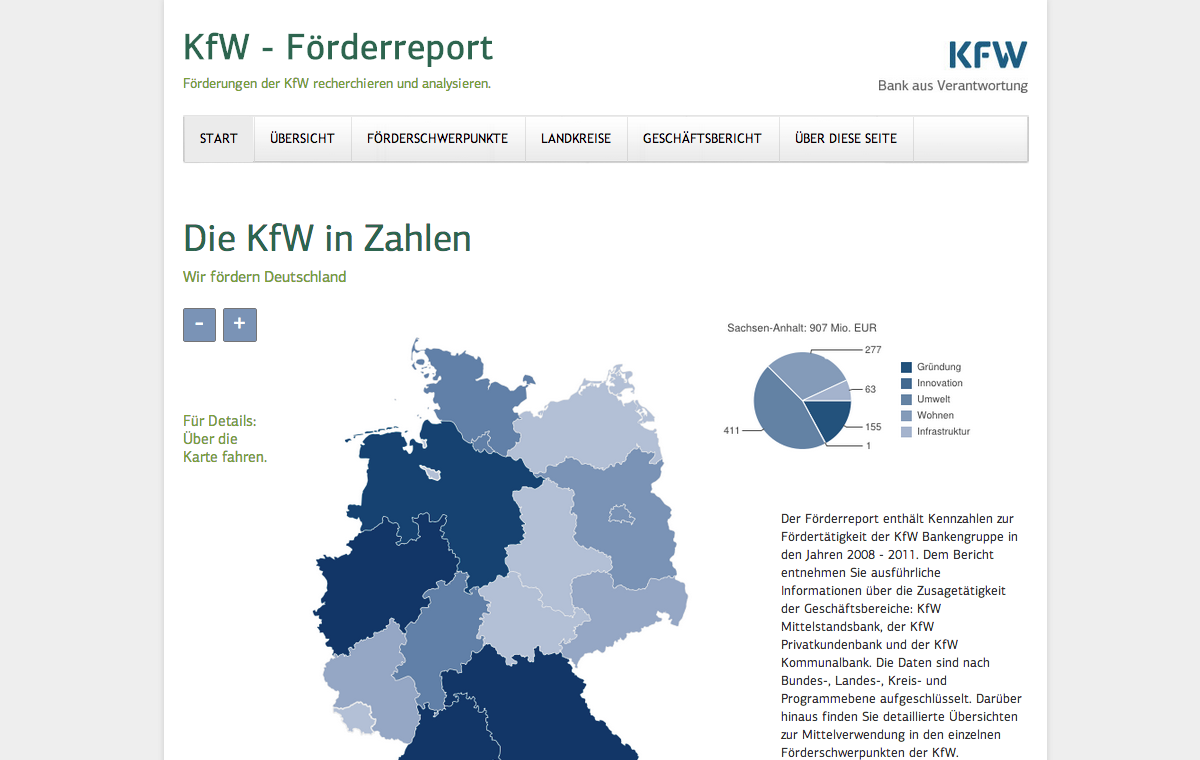 KfW - Förderreport
Förderungen der KfW recherchieren und analysieren.
KFW
Bank aus Verantwortung
START
ÜBERSICHT
FÖRDERSCHWERPUNKTE
LANDKREISE
GESCHÄFTSBERICHT
ÜBER DIESE SEITE
Die KfW in Zahlen
Wir fördern Deutschland
-
+
Für Details:
Über die
Karte fahren.
Sachsen-Anhalt: 907 Mio. EUR
277
63
155
1
411
Gründung
Innovation
Umwelt
Wohnen
Infrastruktur
Der Förderreport enthält Kennzahlen zur
Fördertätigkeit der KfW Bankengruppe in
den Jahren 2008 - 2011. Dem Bericht
entnehmen Sie ausführliche
Informationen über die Zusagetätigkeit
der Geschäftsbereiche: KfW
Mittelstandsbank, der KfW
Privatkundenbank und der KfW
Kommunalbank. Die Daten sind nach
Bundes-, Landes-, Kreis- und
Programmebene aufgeschlüsselt. Darüber
hinaus finden Sie detaillierte Übersichten
zur Mittelverwendung in den einzelnen
Förderschwerpunkten der KfW.